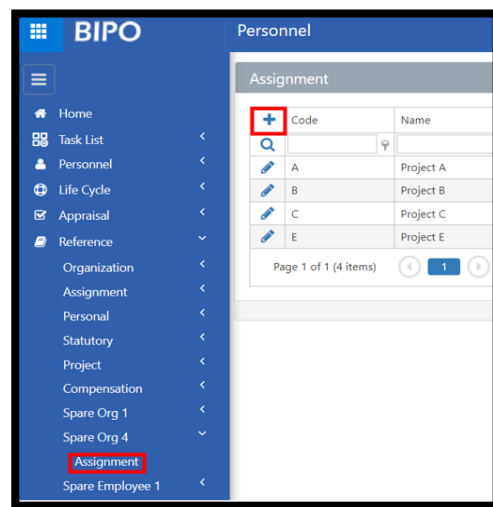 BIPO
Personnel
Home
Task List
Personnel
Life Cycle
Appraisal
Reference
Organization
Assignment
Personal
Statutory
Project
Compensation
Spare Org 1
Spare Org 4
Assignment
Spare Employee 1
Assignment
Code Name
A Project A
B Project B
C Project C
E Project E
Page 1 of 1 (4 items) 1